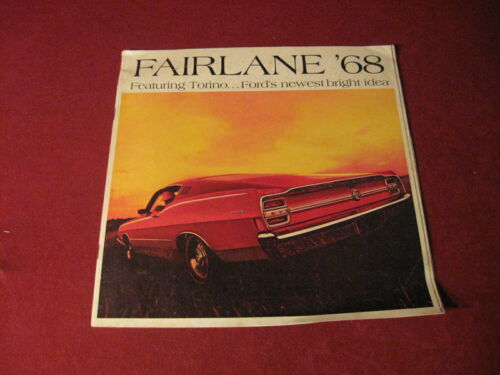 FAIRLANE '68
Featuring Torino...Ford's newest bright idea